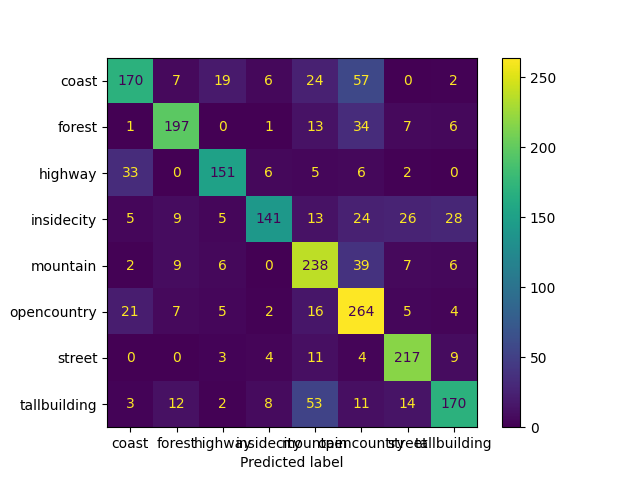 coast 170 7 19 6 24 57 0 2
forest 1 197 0 1 13 34 7 6
highway 33 0 151 6 5 6 2 0
insidecity 5 9 5 141 13 24 26 28
mountain 2 9 6 0 238 39 7 6
opencountry 21 7 5 2 16 264 5 4
street 0 0 3 4 11 4 217 9
tallbuilding 3 12 2 8 53 11 14 170
coast forest highway insidecity mountain opencountry street tallbuilding
Predicted label
250
200
150
100
50
0